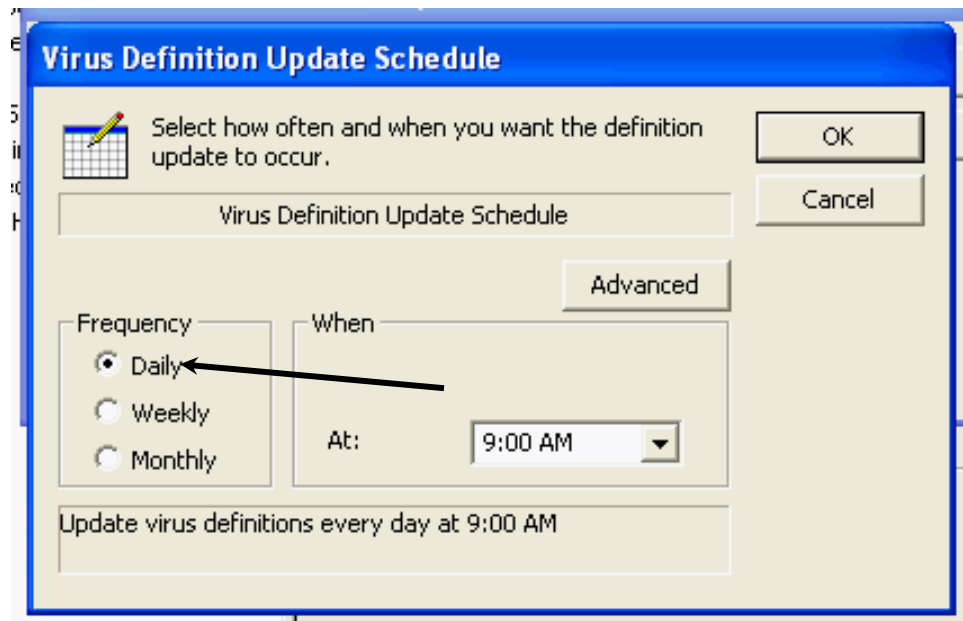 Virus Definition Update Schedule
Select how often and when you want the definition
update to occur.
OK
Cancel
Virus Definition Update Schedule
Advanced
Frequency
When
Daily
Weekly
Monthly
At:
9:00 AM
Update virus definitions every day at 9:00 AM